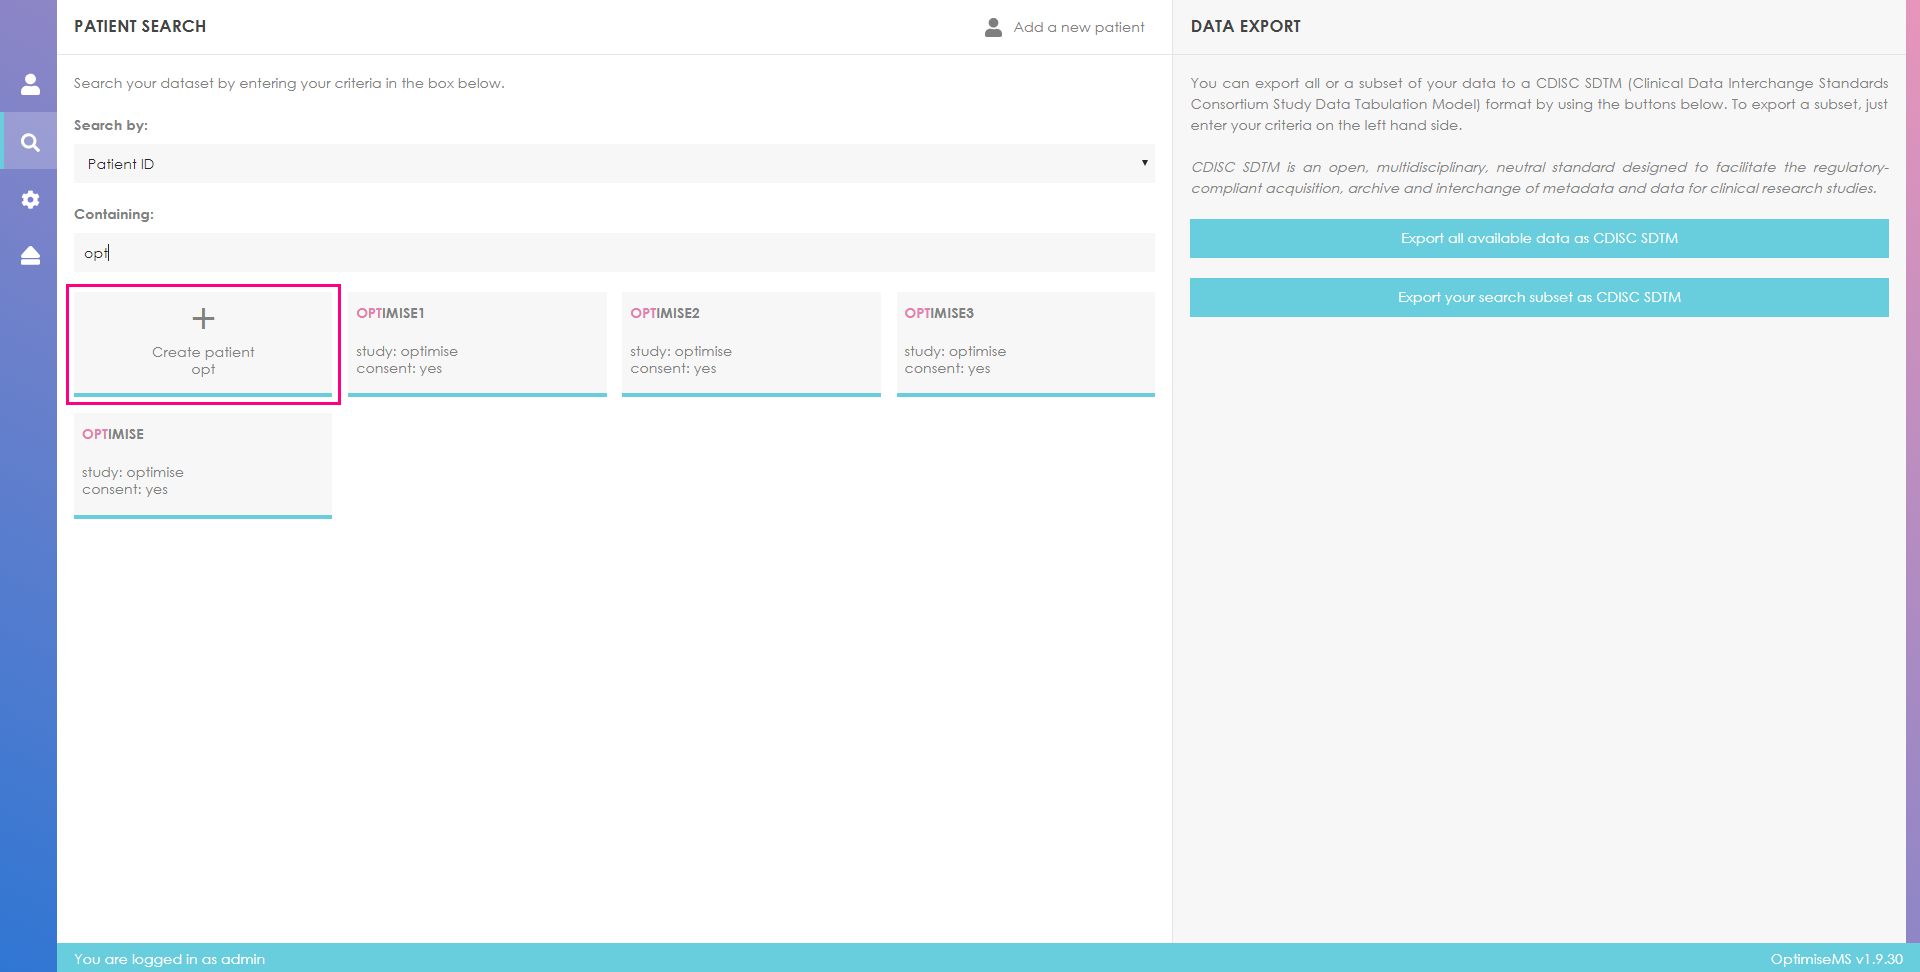 PATIENT SEARCH
Add a new patient
Search your dataset by entering your criteria in the box below.
Search by:
Patient ID
Containing:
opt
Create patient
opt
OPTIMISE1
study: optimise
consent: yes
OPTIMISE2
study: optimise
consent: yes
OPTIMISE3
study: optimise
consent: yes
OPTIMISE
study: optimise
consent: yes
DATA EXPORT
You can export all or a subset of your data to a CDISC SDTM (Clinical Data Interchange Standards
Consortium Study Data Tabulation Model) format by using the buttons below. To export a subset, just
enter your criteria on the left hand side.
CDISC SDTM is an open, multidisciplinary, neutral standard designed to facilitate the regulatory-
compliant acquisition, archive and interchange of metadata and data for clinical research studies.
Export all available data as CDISC SDTM
Export your search subset as CDISC SDTM
You are logged in as admin
OptimiseMS v1.9.30